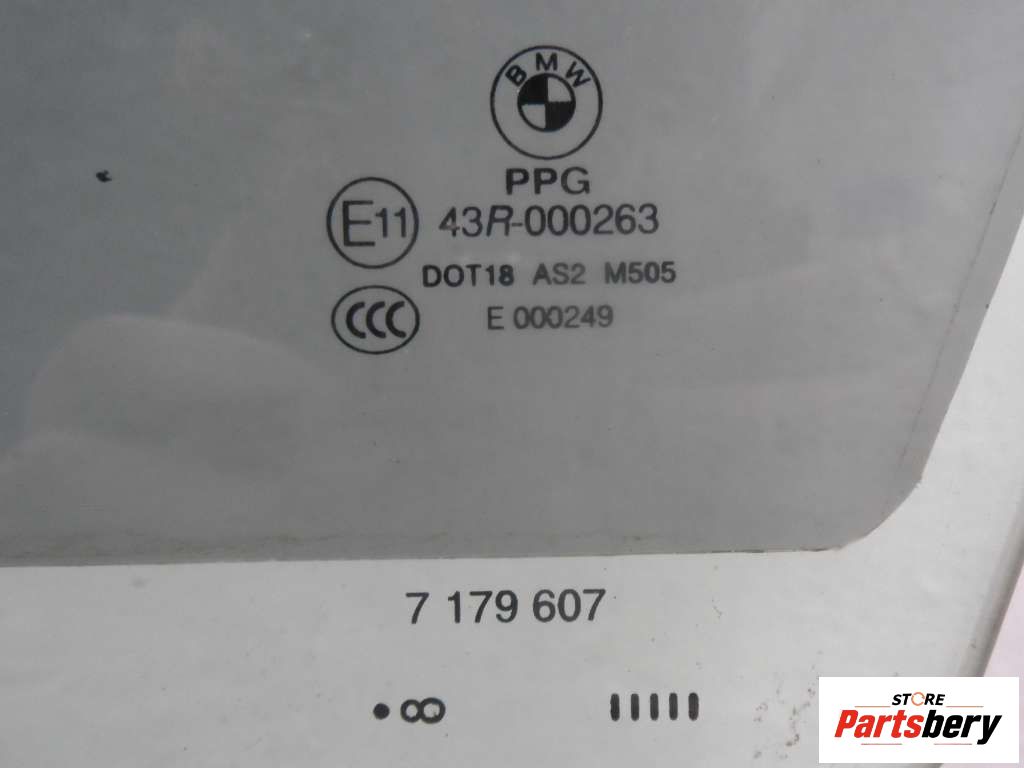 BMW
PPG
E11 43R-000263
DOT18 AS2 M505
CCC E 000249
7 179 607
STORE
Partsbery